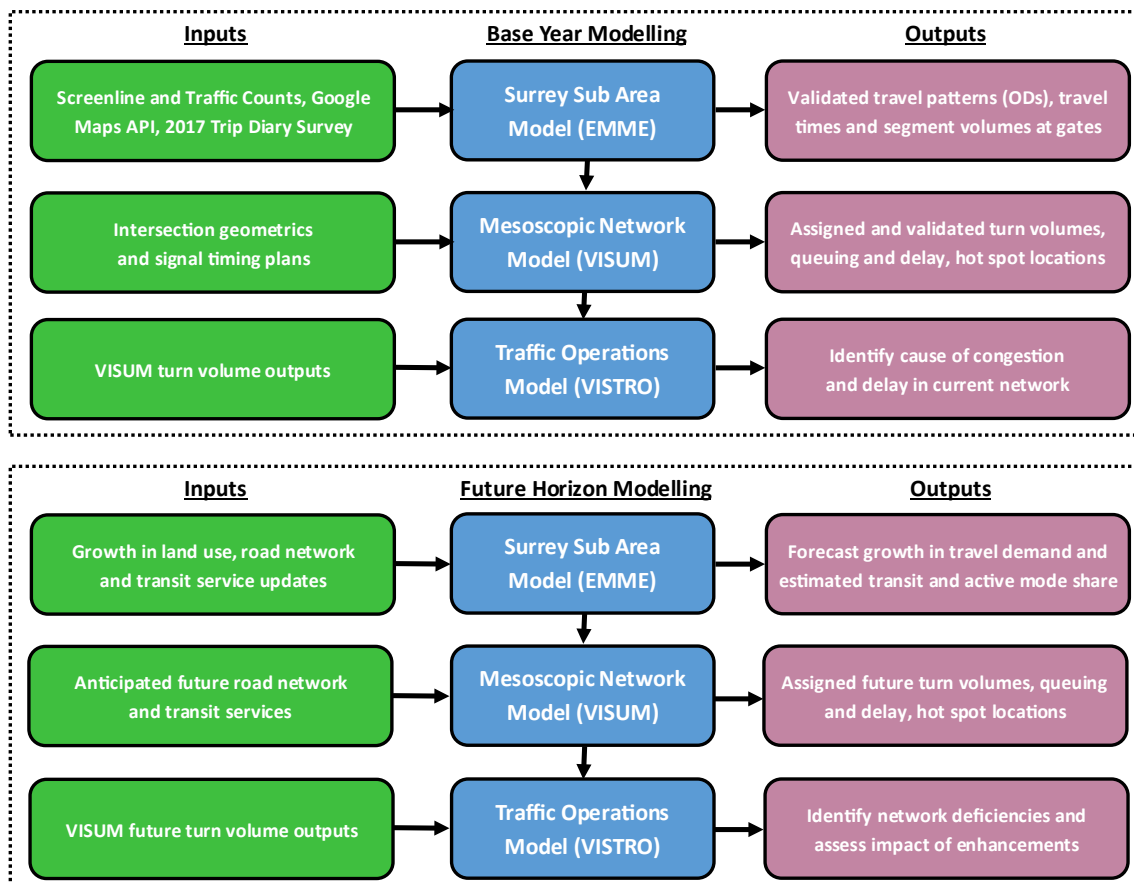 Inputs
Base Year Modelling
Outputs
Screenline and Traffic Counts, Google
Maps API, 2017 Trip Diary Survey
Surrey Sub Area
Model (EMME)
Validated travel patterns (ODs), travel
times and segment volumes at gates
Intersection geometrics
and signal timing plans
Mesoscopic Network
Model (VISUM)
Assigned and validated turn volumes,
queuing and delay, hot spot locations
VISUM turn volume outputs
Traffic Operations
Model (VISTRO)
Identify cause of congestion
and delay in current network
Inputs
Future Horizon Modelling
Outputs
Growth in land use, road network
and transit service updates
Surrey Sub Area
Model (EMME)
Forecast growth in travel demand and
estimated transit and active mode share
Anticipated future road network
and transit services
Mesoscopic Network
Model (VISUM)
Assigned future turn volumes, queuing
and delay, hot spot locations
VISUM future turn volume outputs
Traffic Operations
Model (VISTRO)
Identify network deficiencies and
assess impact of enhancements